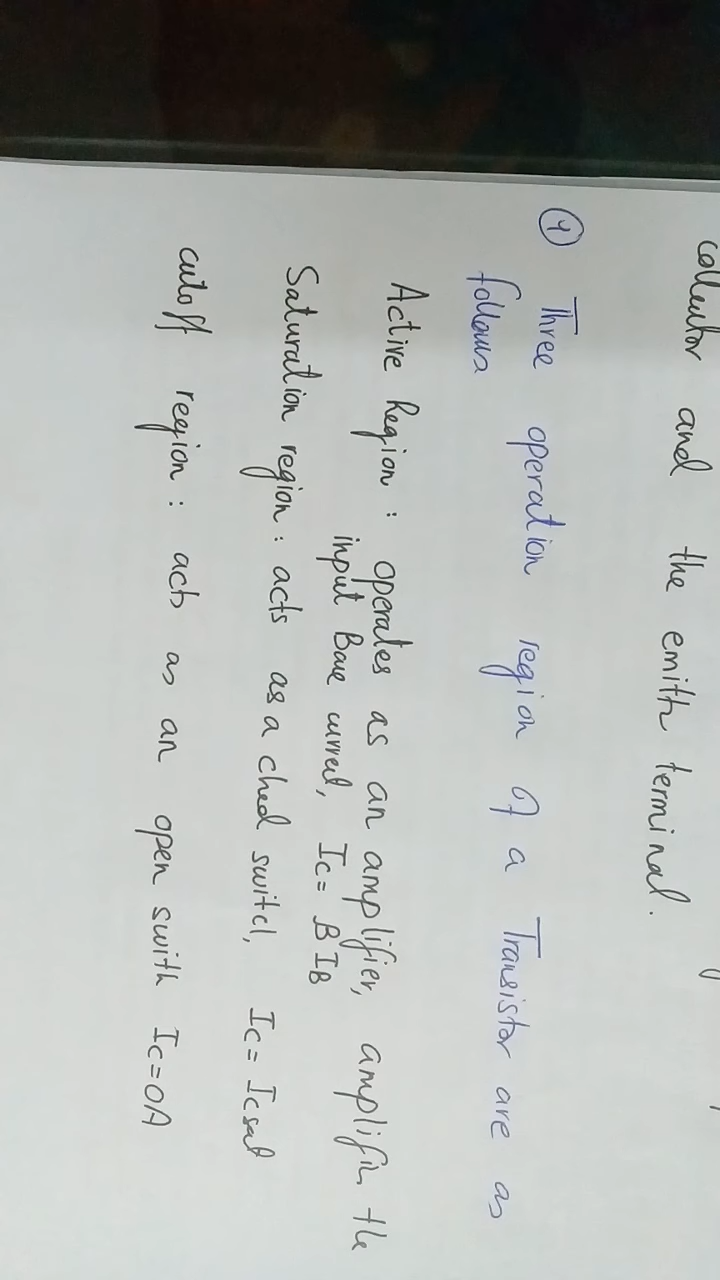 collector and the emitter terminal.
④ Three operation region of a Transistor are as
follows
Active Region : operates as an amplifier, amplifies the
input Base current, Ic = βIB
Saturation region : acts as a closed switch, Ic = Icsat
cutoff region : acts as an open swith Ic=0A